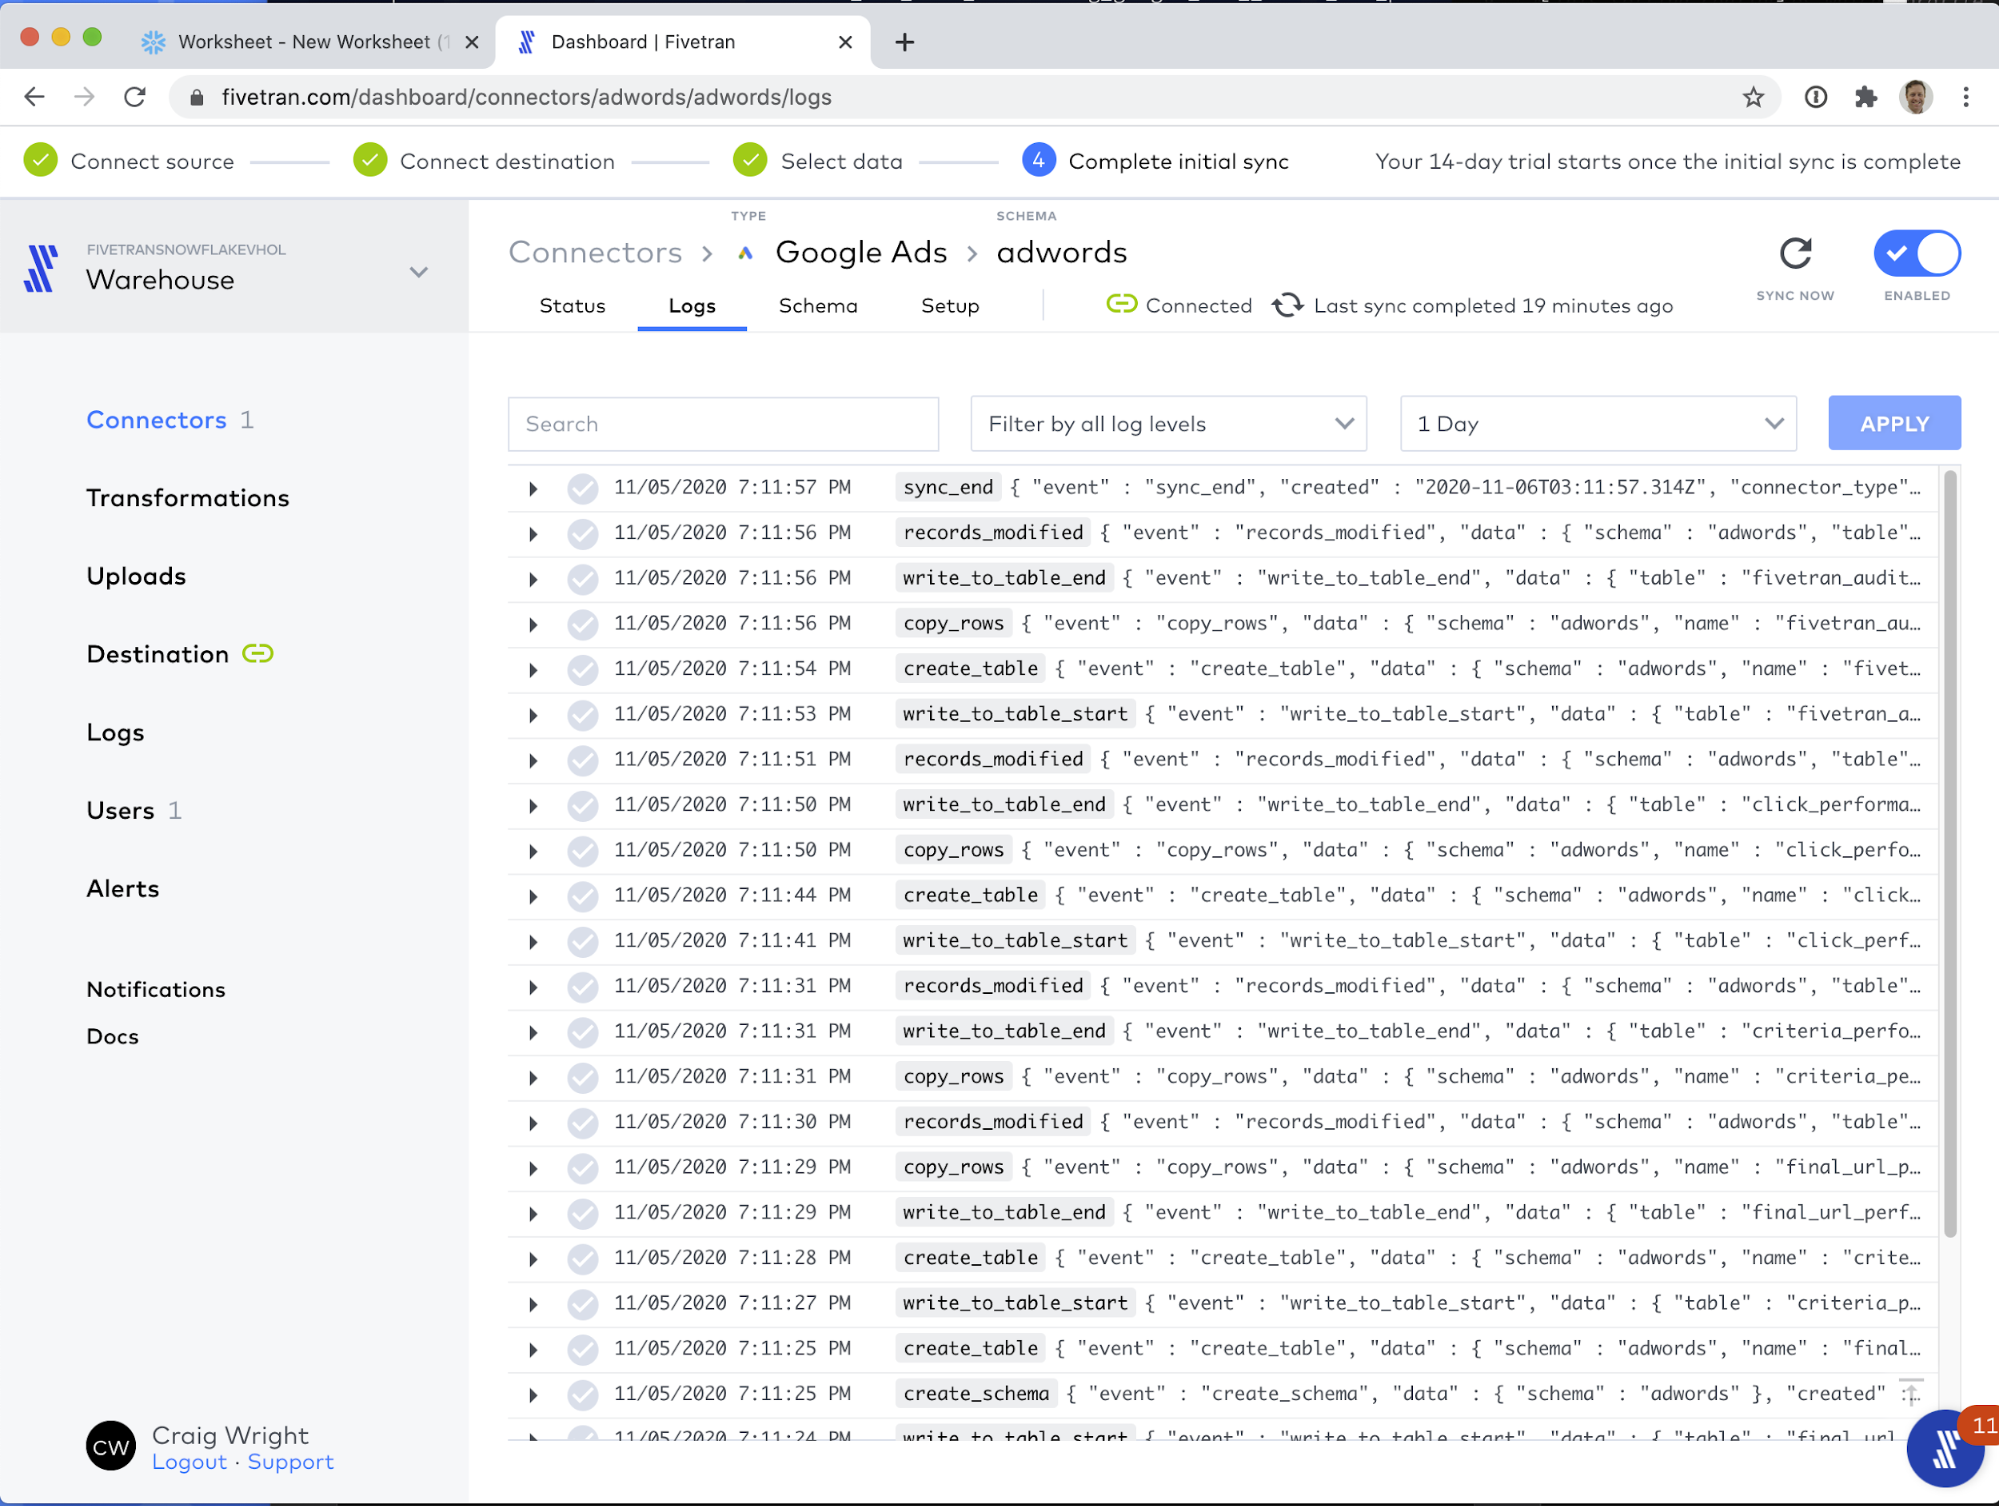 Worksheet - New Worksheet (1
Dashboard | Fivetran
fivetran.com/dashboard/connectors/adwords/adwords/logs
Connect source
Connect destination
Select data
4 Complete initial sync
Your 14-day trial starts once the initial sync is complete
FIVETRANSNOWFLAKEVHOL
Warehouse
TYPE
SCHEMA
Connectors > Google Ads > adwords
SYNC NOW
ENABLED
Status
Logs
Schema
Setup
Connected
Last sync completed 19 minutes ago
Connectors 1
Transformations
Uploads
Destination
Logs
Users 1
Alerts
Notifications
Docs
Craig Wright
CW
Logout · Support
Search
Filter by all log levels
1 Day
APPLY
11/05/2020 7:11:57 PM sync_end { "event" : "sync_end", "created" : "2020-11-06T03:11:57.314Z", "connector_type"…
11/05/2020 7:11:56 PM records_modified { "event" : "records_modified", "data" : { "schema" : "adwords", "table"…
11/05/2020 7:11:56 PM write_to_table_end { "event" : "write_to_table_end", "data" : { "table" : "fivetran_audit…
11/05/2020 7:11:56 PM copy_rows { "event" : "copy_rows", "data" : { "schema" : "adwords", "name" : "fivetran_au…
11/05/2020 7:11:54 PM create_table { "event" : "create_table", "data" : { "schema" : "adwords", "name" : "fivet…
11/05/2020 7:11:53 PM write_to_table_start { "event" : "write_to_table_start", "data" : { "table" : "fivetran_a…
11/05/2020 7:11:51 PM records_modified { "event" : "records_modified", "data" : { "schema" : "adwords", "table"…
11/05/2020 7:11:50 PM write_to_table_end { "event" : "write_to_table_end", "data" : { "table" : "click_performa…
11/05/2020 7:11:50 PM copy_rows { "event" : "copy_rows", "data" : { "schema" : "adwords", "name" : "click_perfo…
11/05/2020 7:11:44 PM create_table { "event" : "create_table", "data" : { "schema" : "adwords", "name" : "click…
11/05/2020 7:11:41 PM write_to_table_start { "event" : "write_to_table_start", "data" : { "table" : "click_perf…
11/05/2020 7:11:31 PM records_modified { "event" : "records_modified", "data" : { "schema" : "adwords", "table"…
11/05/2020 7:11:31 PM write_to_table_end { "event" : "write_to_table_end", "data" : { "table" : "criteria_perfo…
11/05/2020 7:11:31 PM copy_rows { "event" : "copy_rows", "data" : { "schema" : "adwords", "name" : "criteria_pe…
11/05/2020 7:11:30 PM records_modified { "event" : "records_modified", "data" : { "schema" : "adwords", "table"…
11/05/2020 7:11:29 PM copy_rows { "event" : "copy_rows", "data" : { "schema" : "adwords", "name" : "final_url_p…
11/05/2020 7:11:29 PM write_to_table_end { "event" : "write_to_table_end", "data" : { "table" : "final_url_perf…
11/05/2020 7:11:28 PM create_table { "event" : "create_table", "data" : { "schema" : "adwords", "name" : "crite…
11/05/2020 7:11:27 PM write_to_table_start { "event" : "write_to_table_start", "data" : { "table" : "criteria_p…
11/05/2020 7:11:25 PM create_table { "event" : "create_table", "data" : { "schema" : "adwords", "name" : "final…
11/05/2020 7:11:25 PM create_schema { "event" : "create_schema", "data" : { "schema" : "adwords" }, "created" :…
11/05/2020 7:11:24 PM write_to_table_start { "event" : "write_to_table_start", "data" : { "table" : "final_url
11